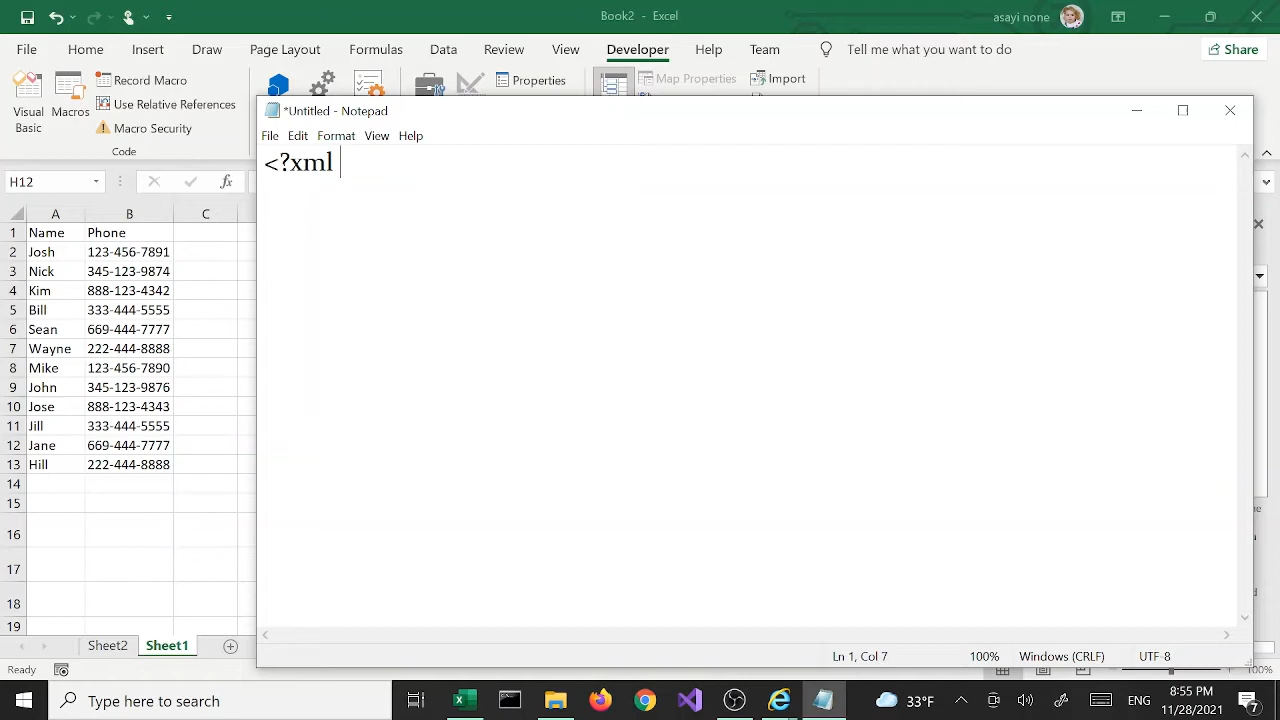 Book2 - Excel
asayi none
File Home Insert Draw Page Layout Formulas Data Review View Developer Help Team Tell me what you want to do Share
Visual Basic
Macros
Record Macro
Use Relative References
Macro Security
Code
Properties
Map Properties
Import
*Untitled - Notepad
File Edit Format View Help
<?xml
H12
fx
A B C
1 Name Phone
2 Josh 123-456-7891
3 Nick 345-123-9874
4 Kim 888-123-4342
5 Bill 333-444-5555
6 Sean 669-444-7777
7 Wayne 222-444-8888
8 Mike 123-456-7890
9 John 345-123-9876
10 Jose 888-123-4343
11 Jill 333-444-5555
12 Jane 669-444-7777
13 Hill 222-444-8888
14
15
16
17
18
19
Sheet2 Sheet1
Ln 1, Col 7 100% Windows (CRLF) UTF-8
Ready
100%
Type here to search
33°F
ENG
8:55 PM
11/28/2021
7